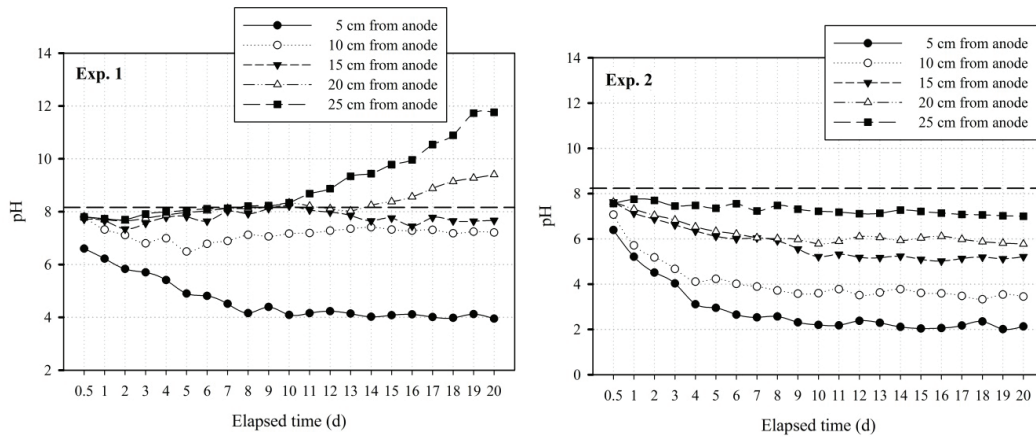 5 cm from anode
10 cm from anode
15 cm from anode
20 cm from anode
25 cm from anode
Exp. 1
pH
14
12
10
8
6
4
2
0.5 1 2 3 4 5 6 7 8 9 10 11 12 13 14 15 16 17 18 19 20
Elapsed time (d)
5 cm from anode
10 cm from anode
15 cm from anode
20 cm from anode
25 cm from anode
Exp. 2
pH
14
12
10
8
6
4
2
0
0.5 1 2 3 4 5 6 7 8 9 10 11 12 13 14 15 16 17 18 19 20
Elapsed time (d)